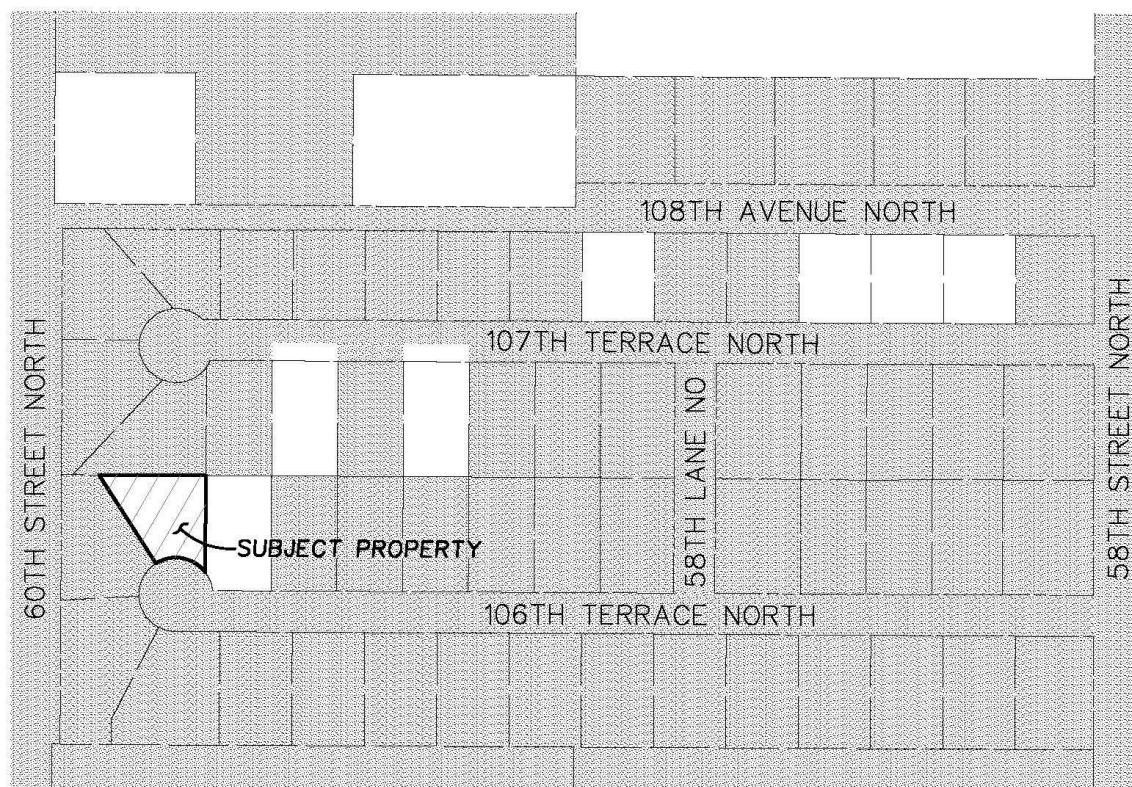 108TH AVENUE NORTH
107TH TERRACE NORTH
60TH STREET NORTH
58TH LANE NO
58TH STREET NORTH
SUBJECT PROPERTY
106TH TERRACE NORTH